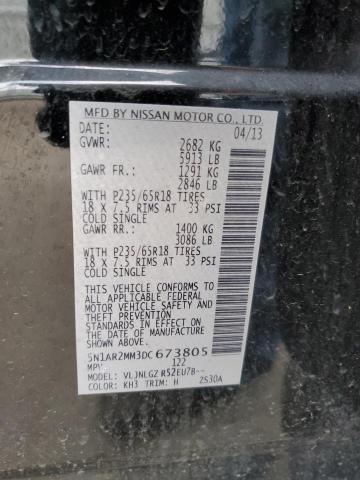 MFD BY NISSAN MOTOR CO., LTD.
DATE: 04/13
GVWR: 2682 KG
5913 LB
GAWR FR.: 1291 KG
2846 LB
WITH P235/65R18 TIRES
18 X 7.5 RIMS AT 33 PSI
COLD SINGLE
GAWR RR.: 1400 KG
3086 LB
WITH P235/65R18 TIRES
18 X 7.5 RIMS AT 33 PSI
COLD SINGLE
THIS VEHICLE CONFORMS TO
ALL APPLICABLE FEDERAL
MOTOR VEHICLE SAFETY
AND THEFT PREVENTION
STANDARDS IN EFFECT ON
THE DATE OF MANUFACTURE
SHOWN ABOVE.
5N1AR2MM3DC673805
MPV 122
MODEL: VLJNLGZ R52EU7B--
COLOR: KH3 TRIM: H 2S30A